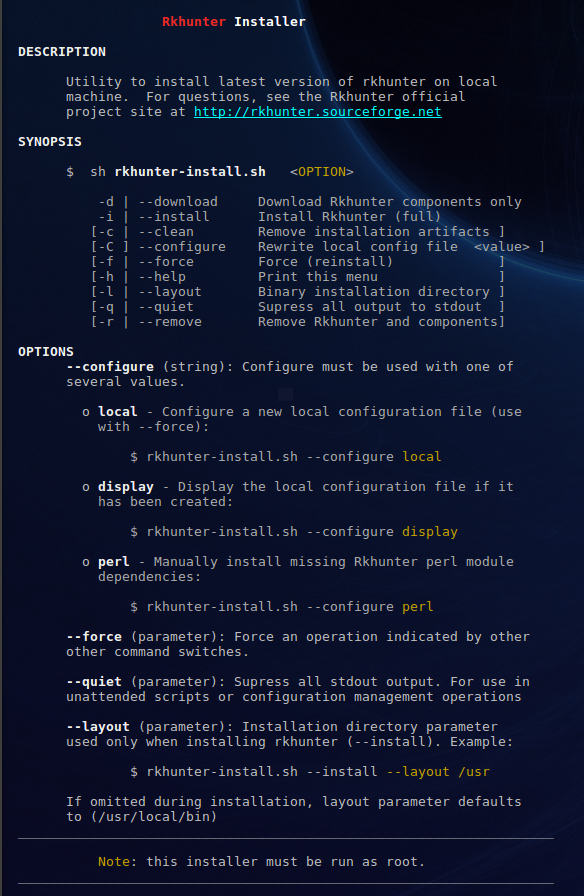 Rkhunter Installer
DESCRIPTION
Utility to install latest version of rkhunter on local
machine.  For questions, see the Rkhunter official
project site at http://rkhunter.sourceforge.net
SYNOPSIS
$  sh rkhunter-install.sh   <OPTION>
-d | --download     Download Rkhunter components only
-i | --install      Install Rkhunter (full)
[-c | --clean        Remove installation artifacts ]
[-C ] --configure    Rewrite local config file  <value> ]
[-f | --force        Force (reinstall)             ]
[-h | --help         Print this menu               ]
[-l | --layout       Binary installation directory ]
[-q | --quiet        Supress all output to stdout  ]
[-r | --remove       Remove Rkhunter and components]
OPTIONS
--configure (string): Configure must be used with one of
several values.
o local - Configure a new local configuration file (use
with --force):
$ rkhunter-install.sh --configure local
o display - Display the local configuration file if it
has been created:
$ rkhunter-install.sh --configure display
o perl - Manually install missing Rkhunter perl module
dependencies:
$ rkhunter-install.sh --configure perl
--force (parameter): Force an operation indicated by other
other command switches.
--quiet (parameter): Supress all stdout output. For use in
unattended scripts or configuration management operations
--layout (parameter): Installation directory parameter
used only when installing rkhunter (--install). Example:
$ rkhunter-install.sh --install --layout /usr
If omitted during installation, layout parameter defaults
to (/usr/local/bin)
Note: this installer must be run as root.